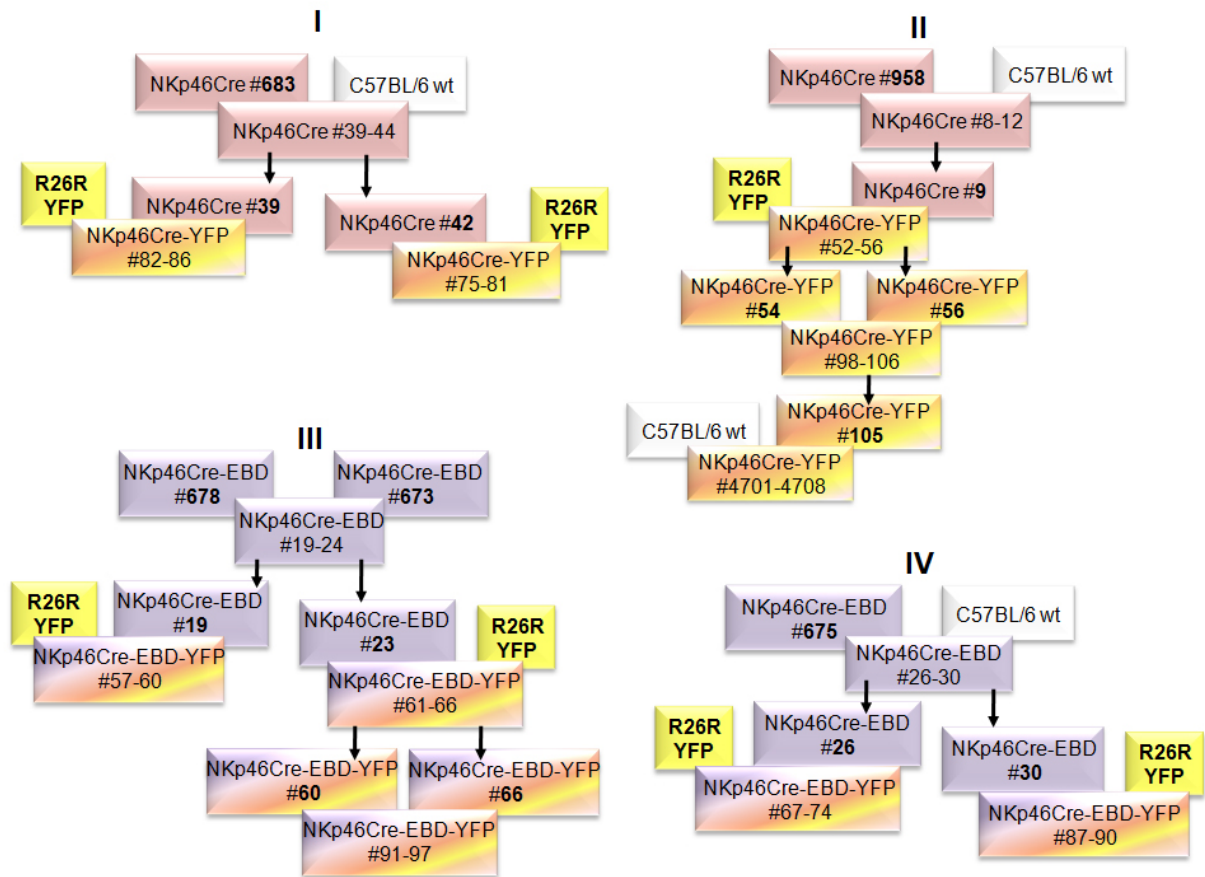 I
NKp46Cre #683
C57BL/6 wt
NKp46Cre #39-44
R26R
YFP
NKp46Cre #39
NKp46Cre-YFP
#82-86
NKp46Cre #42
R26R
YFP
NKp46Cre-YFP
#75-81
II
NKp46Cre #958
C57BL/6 wt
NKp46Cre #8-12
R26R
YFP
NKp46Cre #9
NKp46Cre-YFP
#52-56
NKp46Cre-YFP
#54
NKp46Cre-YFP
#56
NKp46Cre-YFP
#98-106
C57BL/6 wt
NKp46Cre-YFP
#105
NKp46Cre-YFP
#4701-4708
III
NKp46Cre-EBD
#678
NKp46Cre-EBD
#673
NKp46Cre-EBD
#19-24
R26R
YFP
NKp46Cre-EBD
#19
NKp46Cre-EBD-YFP
#57-60
NKp46Cre-EBD
#23
R26R
YFP
NKp46Cre-EBD-YFP
#61-66
NKp46Cre-EBD-YFP
#60
NKp46Cre-EBD-YFP
#66
NKp46Cre-EBD-YFP
#91-97
IV
NKp46Cre-EBD
#675
C57BL/6 wt
NKp46Cre-EBD
#26-30
R26R
YFP
NKp46Cre-EBD
#26
NKp46Cre-EBD-YFP
#67-74
NKp46Cre-EBD
#30
R26R
YFP
NKp46Cre-EBD-YFP
#87-90